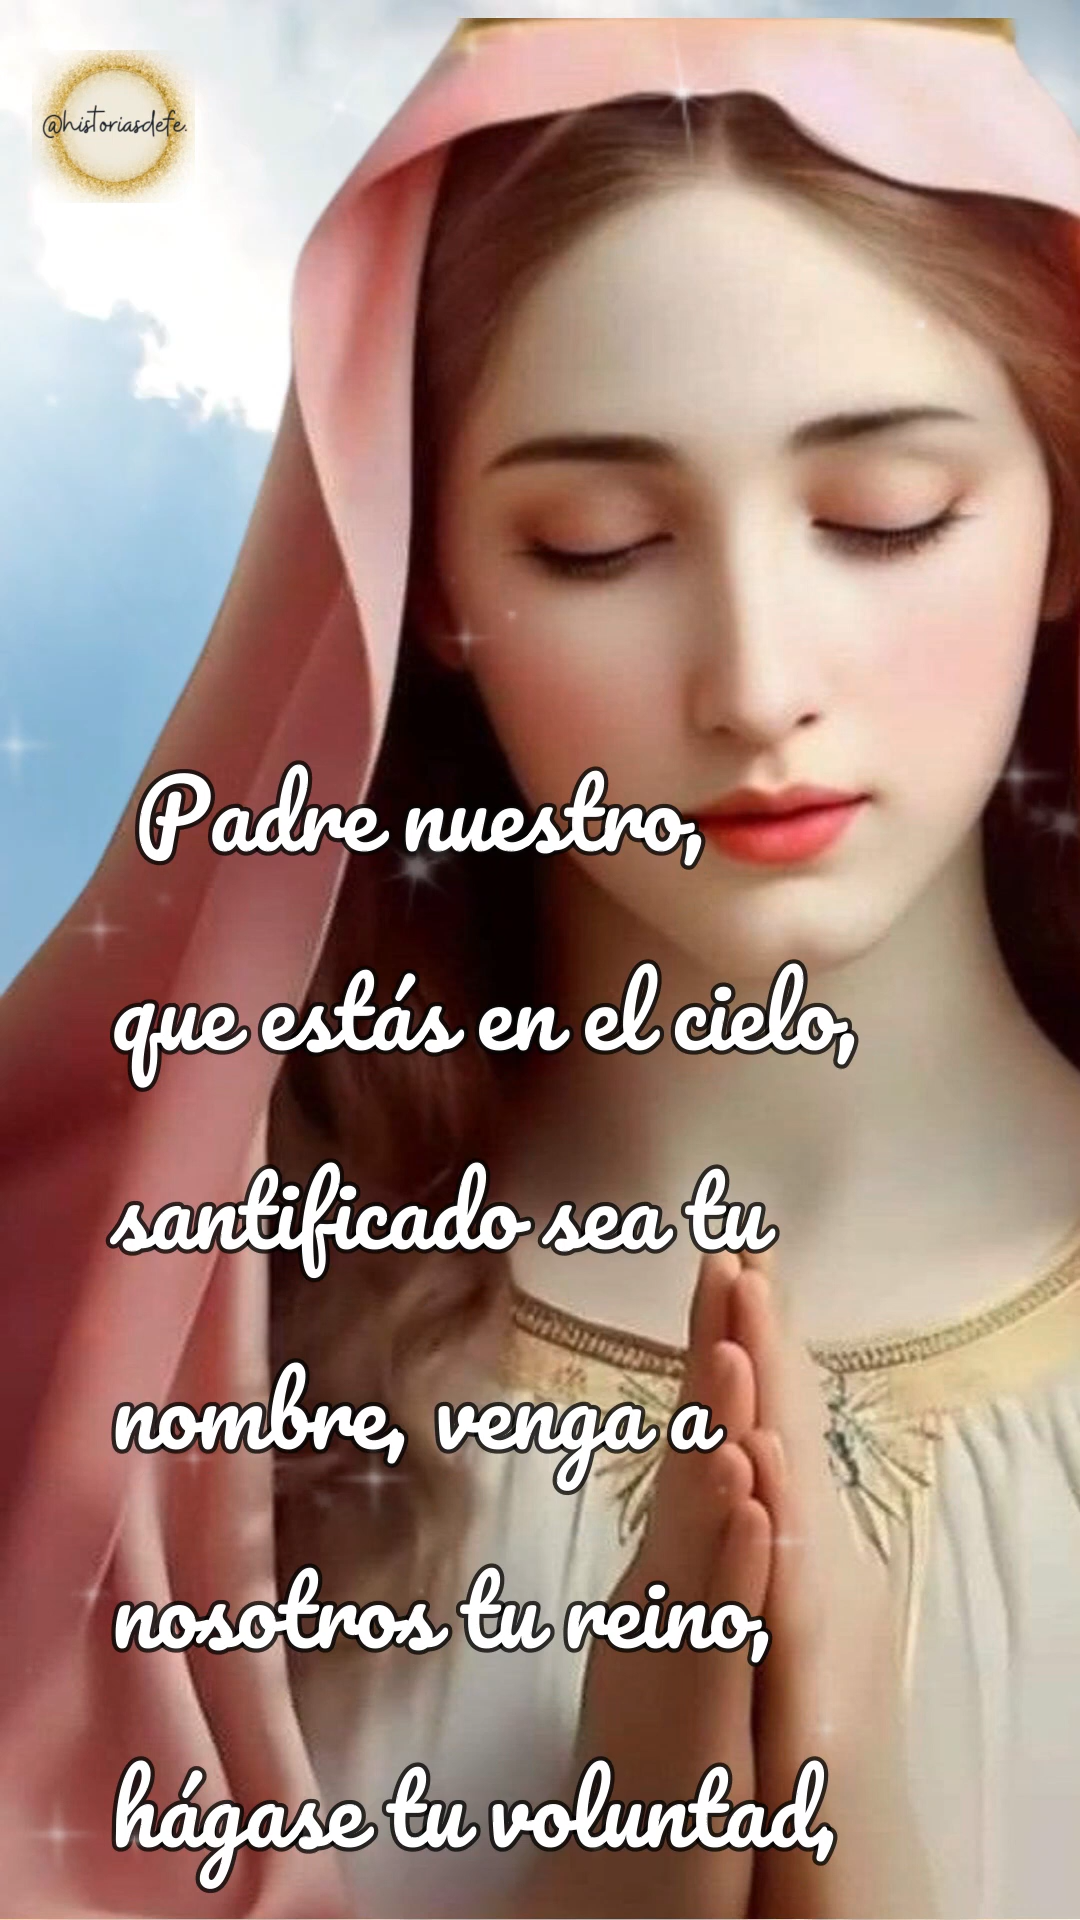 @historiasdefe.
Padre nuestro,
que estás en el cielo,
santificado sea tu
nombre, venga a
nosotros tu reino,
hágase tu voluntad,